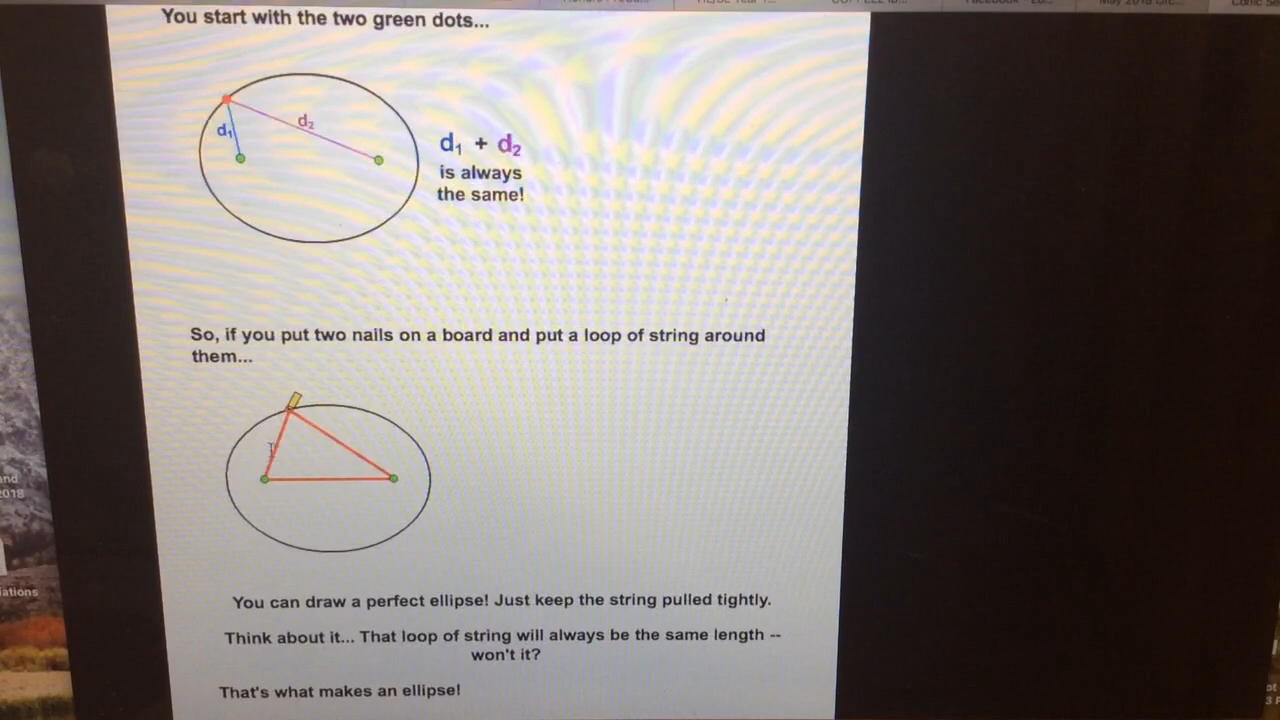 You start with the two green dots...
d₁
d₂
d₁ + d₂
is always
the same!
So, if you put two nails on a board and put a loop of string around
them...
You can draw a perfect ellipse! Just keep the string pulled tightly.
Think about it... That loop of string will always be the same length --
won't it?
That's what makes an ellipse!
2018